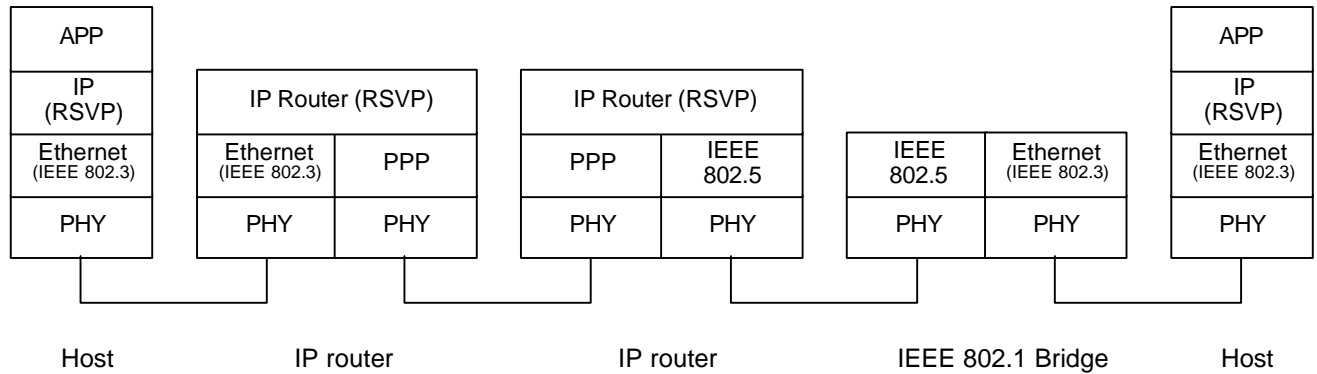 APP
IP
(RSVP)
Ethernet
(IEEE 802.3)
PHY
IP Router (RSVP)
Ethernet
(IEEE 802.3)
PPP
PHY
PHY
IP Router (RSVP)
PPP
IEEE
802.5
PHY
PHY
IEEE
802.5
Ethernet
(IEEE 802.3)
PHY
PHY
APP
IP
(RSVP)
Ethernet
(IEEE 802.3)
PHY
Host
IP router
IP router
IEEE 802.1 Bridge
Host